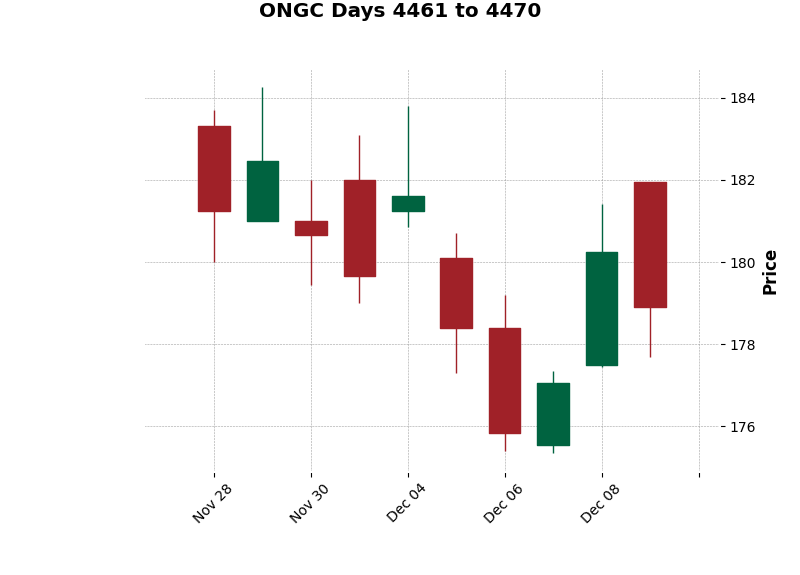 ONGC Days 4461 to 4470
184
182
180
178
176
Price
Nov 28
Nov 30
Dec 04
Dec 06
Dec 08